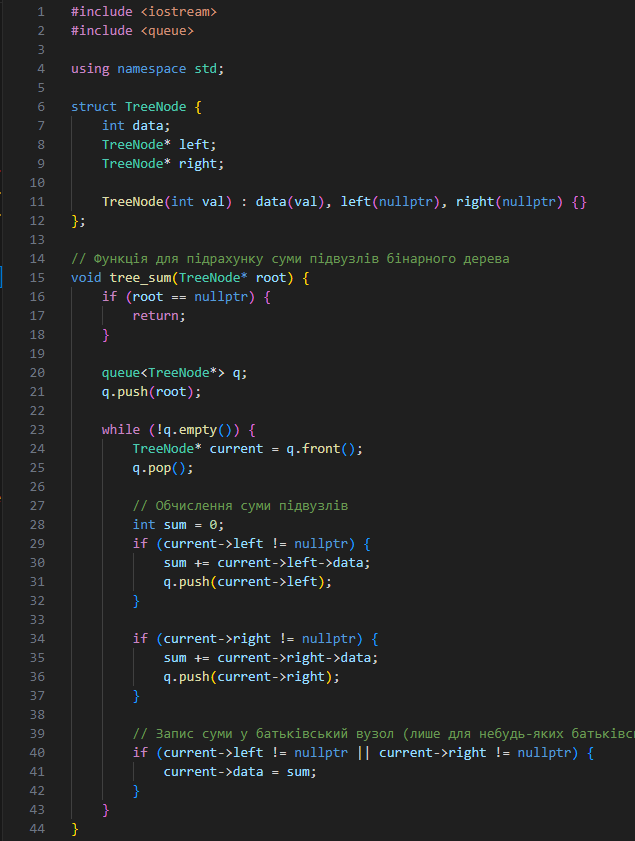 1 #include <iostream>
2 #include <queue>
3
4 using namespace std;
5
6 struct TreeNode {
7     int data;
8     TreeNode* left;
9     TreeNode* right;
10
11     TreeNode(int val) : data(val), left(nullptr), right(nullptr) {}
12 };
13
14 // Функція для підрахунку суми підвузлів бінарного дерева
15 void tree_sum(TreeNode* root) {
16     if (root == nullptr) {
17         return;
18     }
19
20     queue<TreeNode*> q;
21     q.push(root);
22
23     while (!q.empty()) {
24         TreeNode* current = q.front();
25         q.pop();
26
27         // Обчислення суми підвузлів
28         int sum = 0;
29         if (current->left != nullptr) {
30             sum += current->left->data;
31             q.push(current->left);
32         }
33
34         if (current->right != nullptr) {
35             sum += current->right->data;
36             q.push(current->right);
37         }
38
39         // Запис суми у батьківський вузол (лише для небудь-яких
40         if (current->left != nullptr || current->right != nullptr) {
41             current->data = sum;
42         }
43     }
44 }